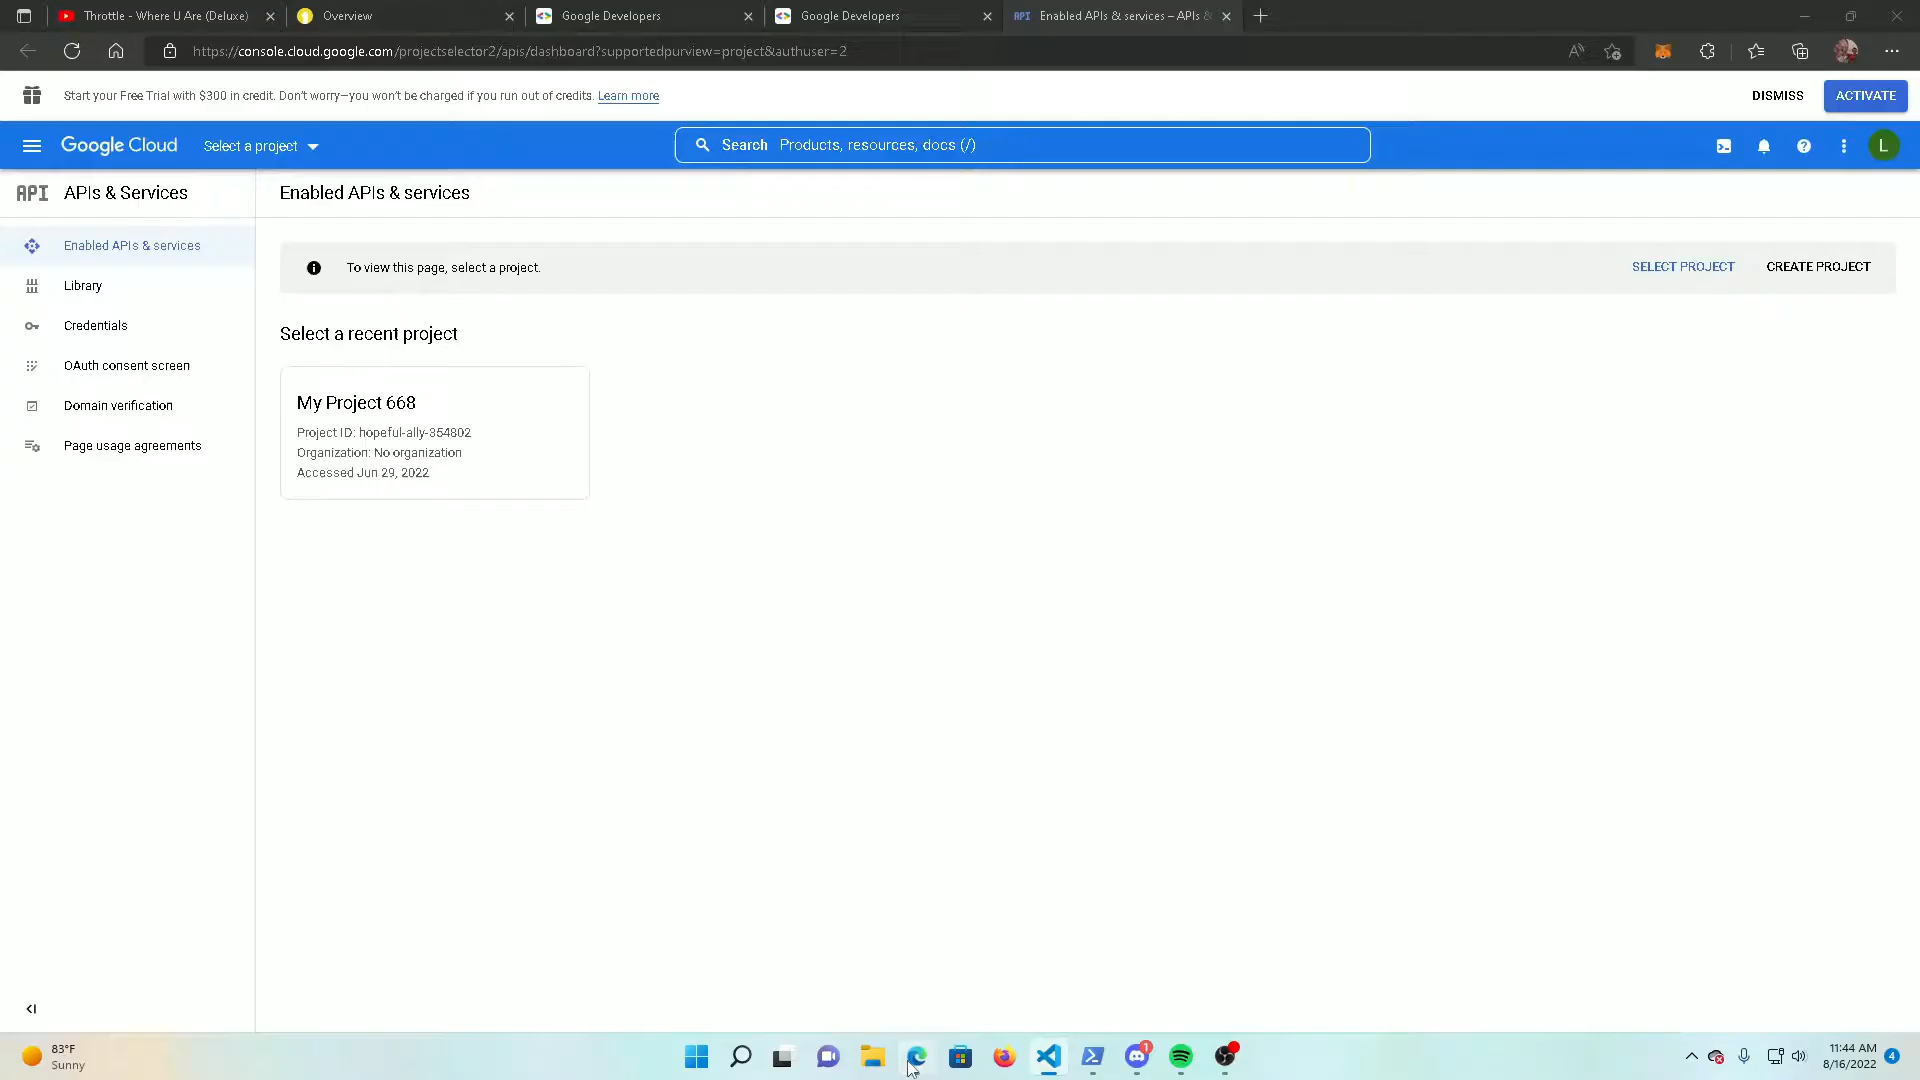 Throttle - Where U Are (Deluxe)
Overview
Google Developers
Google Developers
API Enabled APIs & services – APIs &
https://console.cloud.google.com/projectselector2/apis/dashboard?supportedpurview=project&authuser=2
Start your Free Trial with $300 in credit. Don't worry—you won't be charged if you run out of credits. Learn more
DISMISS
ACTIVATE
Google Cloud
Select a project
Search Products, resources, docs (/)
L
API APIs & Services
Enabled APIs & services
Enabled APIs & services
Library
Credentials
OAuth consent screen
Domain verification
Page usage agreements
To view this page, select a project.
SELECT PROJECT
CREATE PROJECT
Select a recent project
My Project 668
Project ID: hopeful-ally-354802
Organization: No organization
Accessed Jun 29, 2022
83°F
Sunny
1
11:44 AM
8/16/2022
4